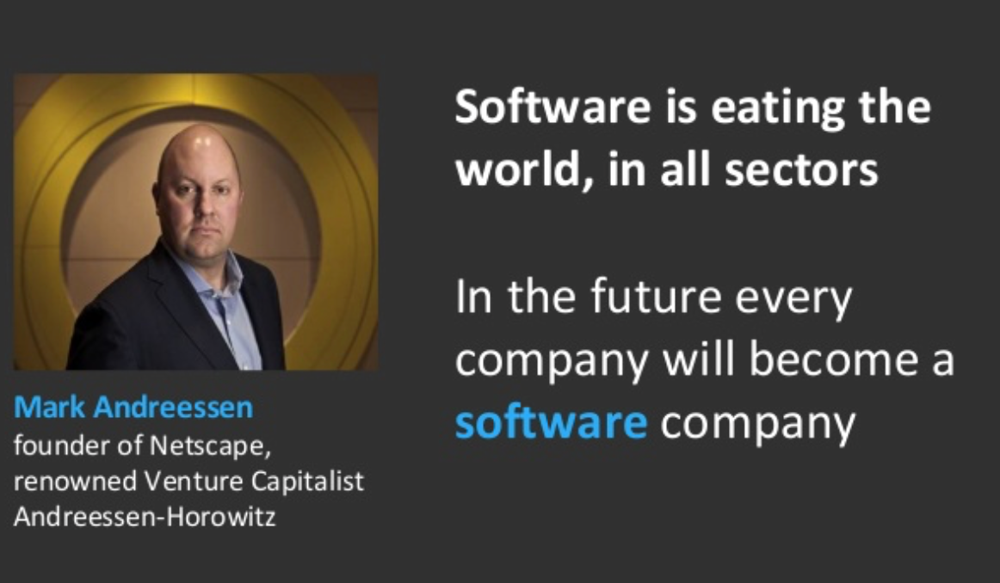 Software is eating the
world, in all sectors
In the future every
company will become a
software company
Mark Andreessen
founder of Netscape,
renowned Venture Capitalist
Andreessen-Horowitz